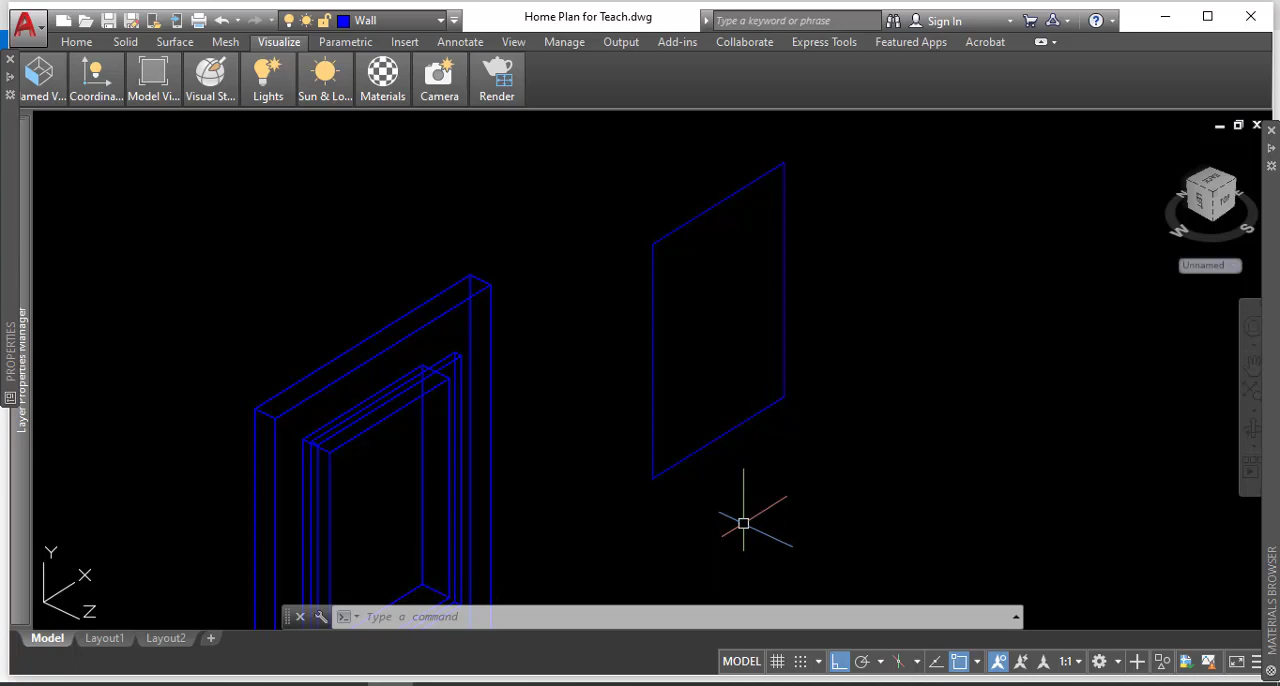 Wall
Home Plan for Teach.dwg
Type a keyword or phrase
Sign In
Home Solid Surface Mesh Visualize Parametric Insert Annotate View Manage Output Add-ins Collaborate Express Tools Featured Apps Acrobat
amed V... Coordina... Model Vi... Visual St... Lights Sun & Lo... Materials Camera Render
BACK
LEFT
TOP
N
E
W
S
Unnamed
PROPERTIES
Layer Properties Manager
Y
X
Z
Type a command
Model Layout1 Layout2 +
MODEL
1:1
MATERIALS BROWSER